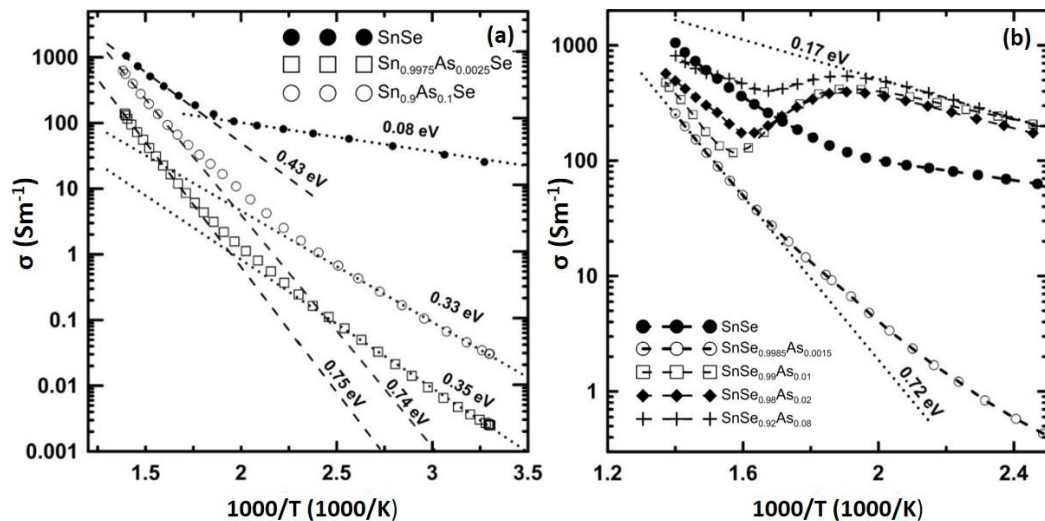 (a)
SnSe
Sn0.9975As0.0025Se
Sn0.9As0.1Se
1000
100
10
1
0.1
0.01
0.001
σ (Sm-1)
0.08 eV
0.43 eV
0.33 eV
0.35 eV
0.75 eV
0.74 eV
1.5
2
2.5
3
3.5
1000/T (1000/K)
(b)
0.17 eV
1000
100
10
1
σ (Sm-1)
SnSe
SnSe0.9985As0.0015
SnSe0.99As0.01
SnSe0.98As0.02
SnSe0.92As0.08
0.72 eV
1.2
1.6
2
2.4
1000/T (1000/K)